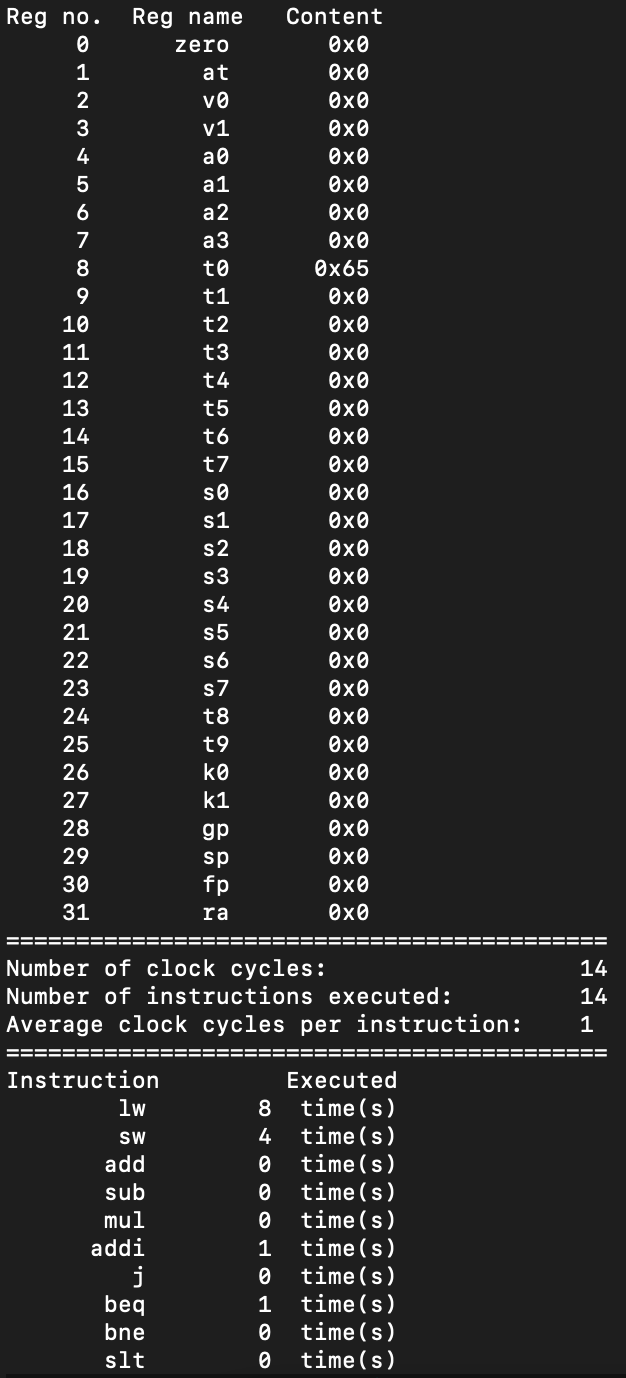 Reg no.  Reg name   Content
0      zero       0x0
1        at       0x0
2        v0       0x0
3        v1       0x0
4        a0       0x0
5        a1       0x0
6        a2       0x0
7        a3       0x0
8        t0      0x65
9        t1       0x0
10        t2       0x0
11        t3       0x0
12        t4       0x0
13        t5       0x0
14        t6       0x0
15        t7       0x0
16        s0       0x0
17        s1       0x0
18        s2       0x0
19        s3       0x0
20        s4       0x0
21        s5       0x0
22        s6       0x0
23        s7       0x0
24        t8       0x0
25        t9       0x0
26        k0       0x0
27        k1       0x0
28        gp       0x0
29        sp       0x0
30        fp       0x0
31        ra       0x0
===========================================
Number of clock cycles:                  14
Number of instructions executed:         14
Average clock cycles per instruction:    1
===========================================
Instruction         Executed
lw        8  time(s)
sw        4  time(s)
add        0  time(s)
sub        0  time(s)
mul        0  time(s)
addi        1  time(s)
j        0  time(s)
beq        1  time(s)
bne        0  time(s)
slt        0  time(s)